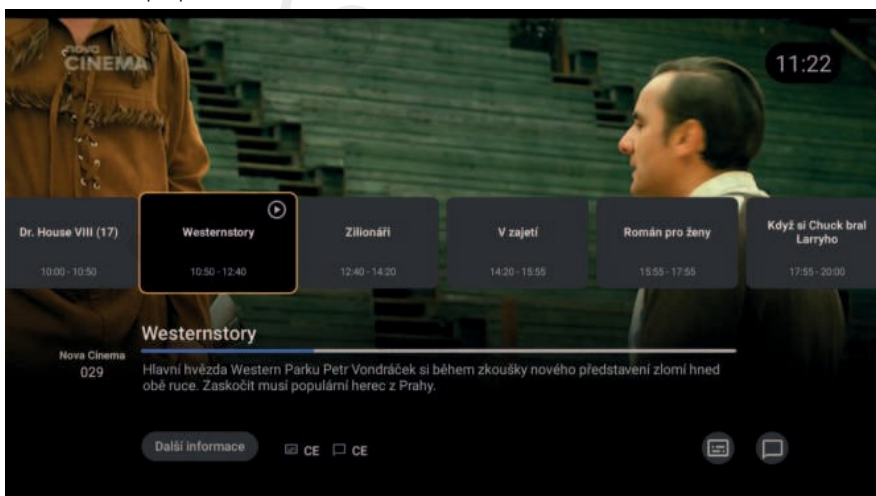 nova
CINEMA
11:22
Dr. House VIII (17)
10:00 - 10:50
Westernstory
10:50 - 12:40
Zilionáři
12:40 - 14:20
V zajetí
14:20 - 15:55
Román pro ženy
15:55 - 17:55
Když si Chuck bral
Larryho
17:55 - 20:00
Westernstory
Nova Cinema
029
Hlavní hvězda Western Parku Petr Vondráček si během zkoušky nového představení zlomí hned
obě ruce. Zaskočit musí populární herec z Prahy.
Další informace
CE
CE